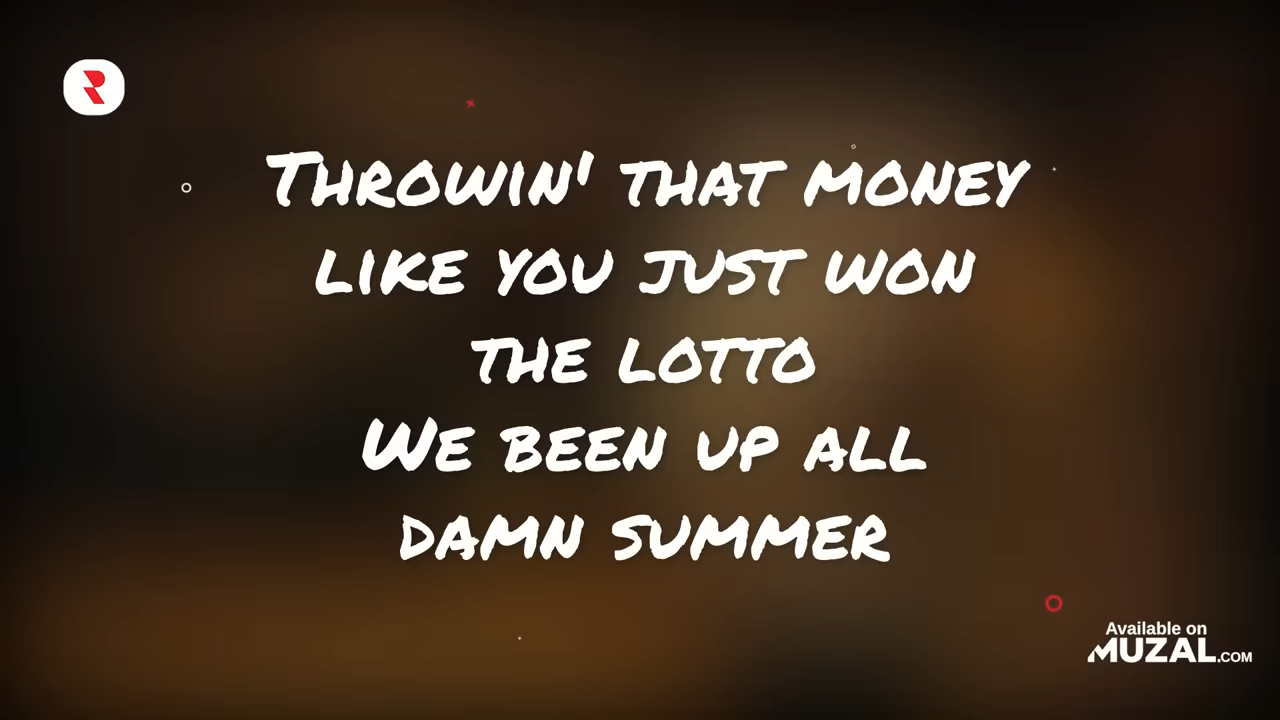 Throwin' that money
like you just won
the lotto
We been up all
damn summer
Available on
MUZAL.COM